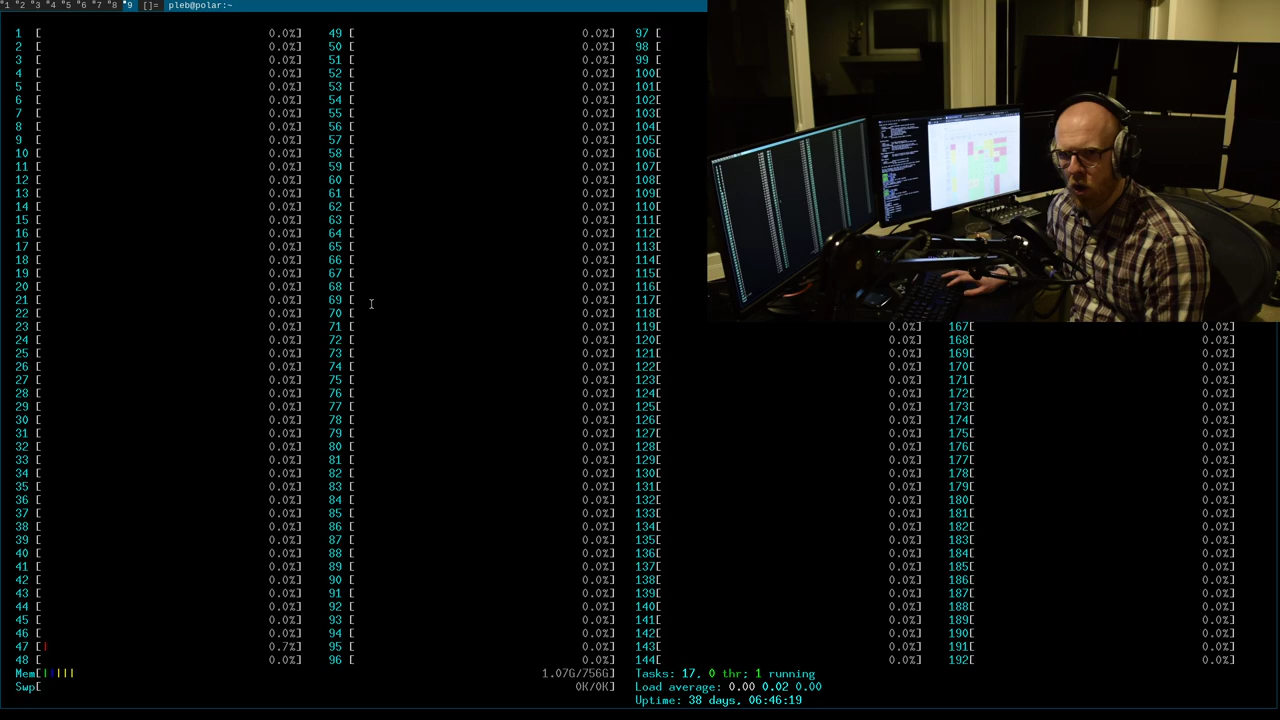 1 2 3 4 5 6 7 8 9 []= pleb@polar:~
1 [ 0.0%] 49 [ 0.0%] 97 [
2 [ 0.0%] 50 [ 0.0%] 98 [
3 [ 0.0%] 51 [ 0.0%] 99 [
4 [ 0.0%] 52 [ 0.0%] 100[
5 [ 0.0%] 53 [ 0.0%] 101[
6 [ 0.0%] 54 [ 0.0%] 102[
7 [ 0.0%] 55 [ 0.0%] 103[
8 [ 0.0%] 56 [ 0.0%] 104[
9 [ 0.0%] 57 [ 0.0%] 105[
10 [ 0.0%] 58 [ 0.0%] 106[
11 [ 0.0%] 59 [ 0.0%] 107[
12 [ 0.0%] 60 [ 0.0%] 108[
13 [ 0.0%] 61 [ 0.0%] 109[
14 [ 0.0%] 62 [ 0.0%] 110[
15 [ 0.0%] 63 [ 0.0%] 111[
16 [ 0.0%] 64 [ 0.0%] 112[
17 [ 0.0%] 65 [ 0.0%] 113[
18 [ 0.0%] 66 [ 0.0%] 114[
19 [ 0.0%] 67 [ 0.0%] 115[
20 [ 0.0%] 68 [ 0.0%] 116[
21 [ 0.0%] 69 [ 0.0%] 117[
22 [ 0.0%] 70 [ 0.0%] 118[
23 [ 0.0%] 71 [ 0.0%] 119[ 0.0%] 167[ 0.0%]
24 [ 0.0%] 72 [ 0.0%] 120[ 0.0%] 168[ 0.0%]
25 [ 0.0%] 73 [ 0.0%] 121[ 0.0%] 169[ 0.0%]
26 [ 0.0%] 74 [ 0.0%] 122[ 0.0%] 170[ 0.0%]
27 [ 0.0%] 75 [ 0.0%] 123[ 0.0%] 171[ 0.0%]
28 [ 0.0%] 76 [ 0.0%] 124[ 0.0%] 172[ 0.0%]
29 [ 0.0%] 77 [ 0.0%] 125[ 0.0%] 173[ 0.0%]
30 [ 0.0%] 78 [ 0.0%] 126[ 0.0%] 174[ 0.0%]
31 [ 0.0%] 79 [ 0.0%] 127[ 0.0%] 175[ 0.0%]
32 [ 0.0%] 80 [ 0.0%] 128[ 0.0%] 176[ 0.0%]
33 [ 0.0%] 81 [ 0.0%] 129[ 0.0%] 177[ 0.0%]
34 [ 0.0%] 82 [ 0.0%] 130[ 0.0%] 178[ 0.0%]
35 [ 0.0%] 83 [ 0.0%] 131[ 0.0%] 179[ 0.0%]
36 [ 0.0%] 84 [ 0.0%] 132[ 0.0%] 180[ 0.0%]
37 [ 0.0%] 85 [ 0.0%] 133[ 0.0%] 181[ 0.0%]
38 [ 0.0%] 86 [ 0.0%] 134[ 0.0%] 182[ 0.0%]
39 [ 0.0%] 87 [ 0.0%] 135[ 0.0%] 183[ 0.0%]
40 [ 0.0%] 88 [ 0.0%] 136[ 0.0%] 184[ 0.0%]
41 [ 0.0%] 89 [ 0.0%] 137[ 0.0%] 185[ 0.0%]
42 [ 0.0%] 90 [ 0.0%] 138[ 0.0%] 186[ 0.0%]
43 [ 0.0%] 91 [ 0.0%] 139[ 0.0%] 187[ 0.0%]
44 [ 0.0%] 92 [ 0.0%] 140[ 0.0%] 188[ 0.0%]
45 [ 0.0%] 93 [ 0.0%] 141[ 0.0%] 189[ 0.0%]
46 [ 0.0%] 94 [ 0.0%] 142[ 0.0%] 190[ 0.0%]
47 [| 0.7%] 95 [ 0.0%] 143[ 0.0%] 191[ 0.0%]
48 [ 0.0%] 96 [ 0.0%] 144[ 0.0%] 192[ 0.0%]
Mem[||||| 1.07G/756G] Tasks: 17, 0 thr; 1 running
Swp[ 0K/0K] Load average: 0.00 0.02 0.00
Uptime: 38 days, 06:46:19